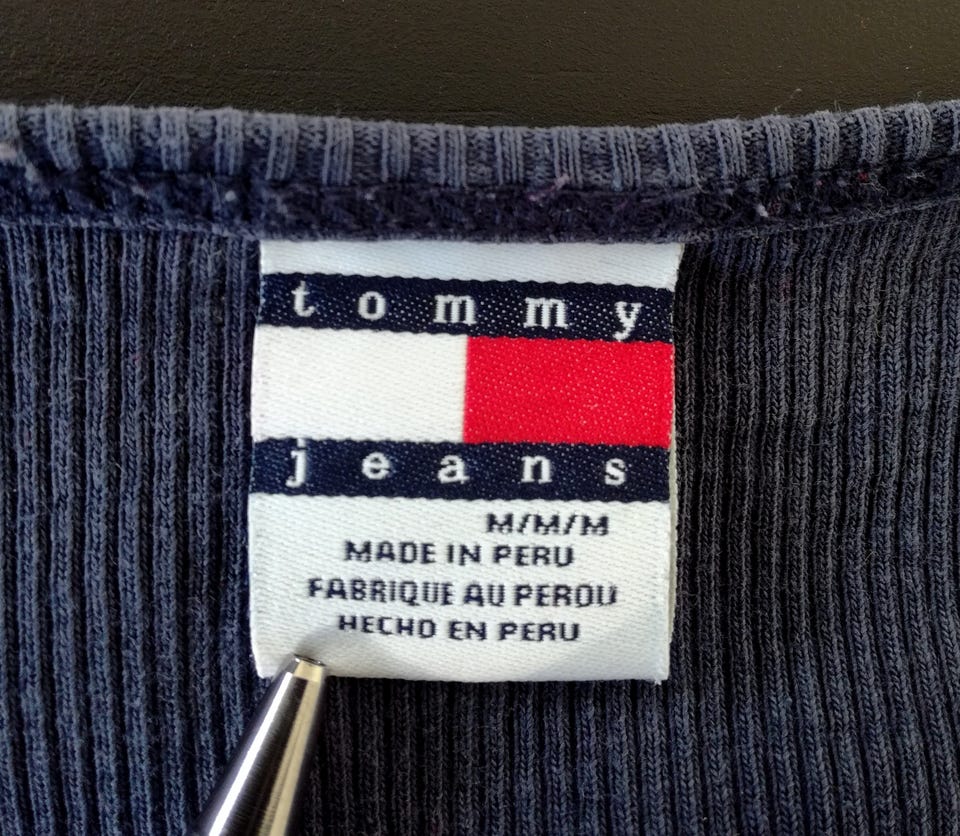 tommy
jeans
M/M/M
MADE IN PERU
FABRIQUE AU PEROU
HECHO EN PERU